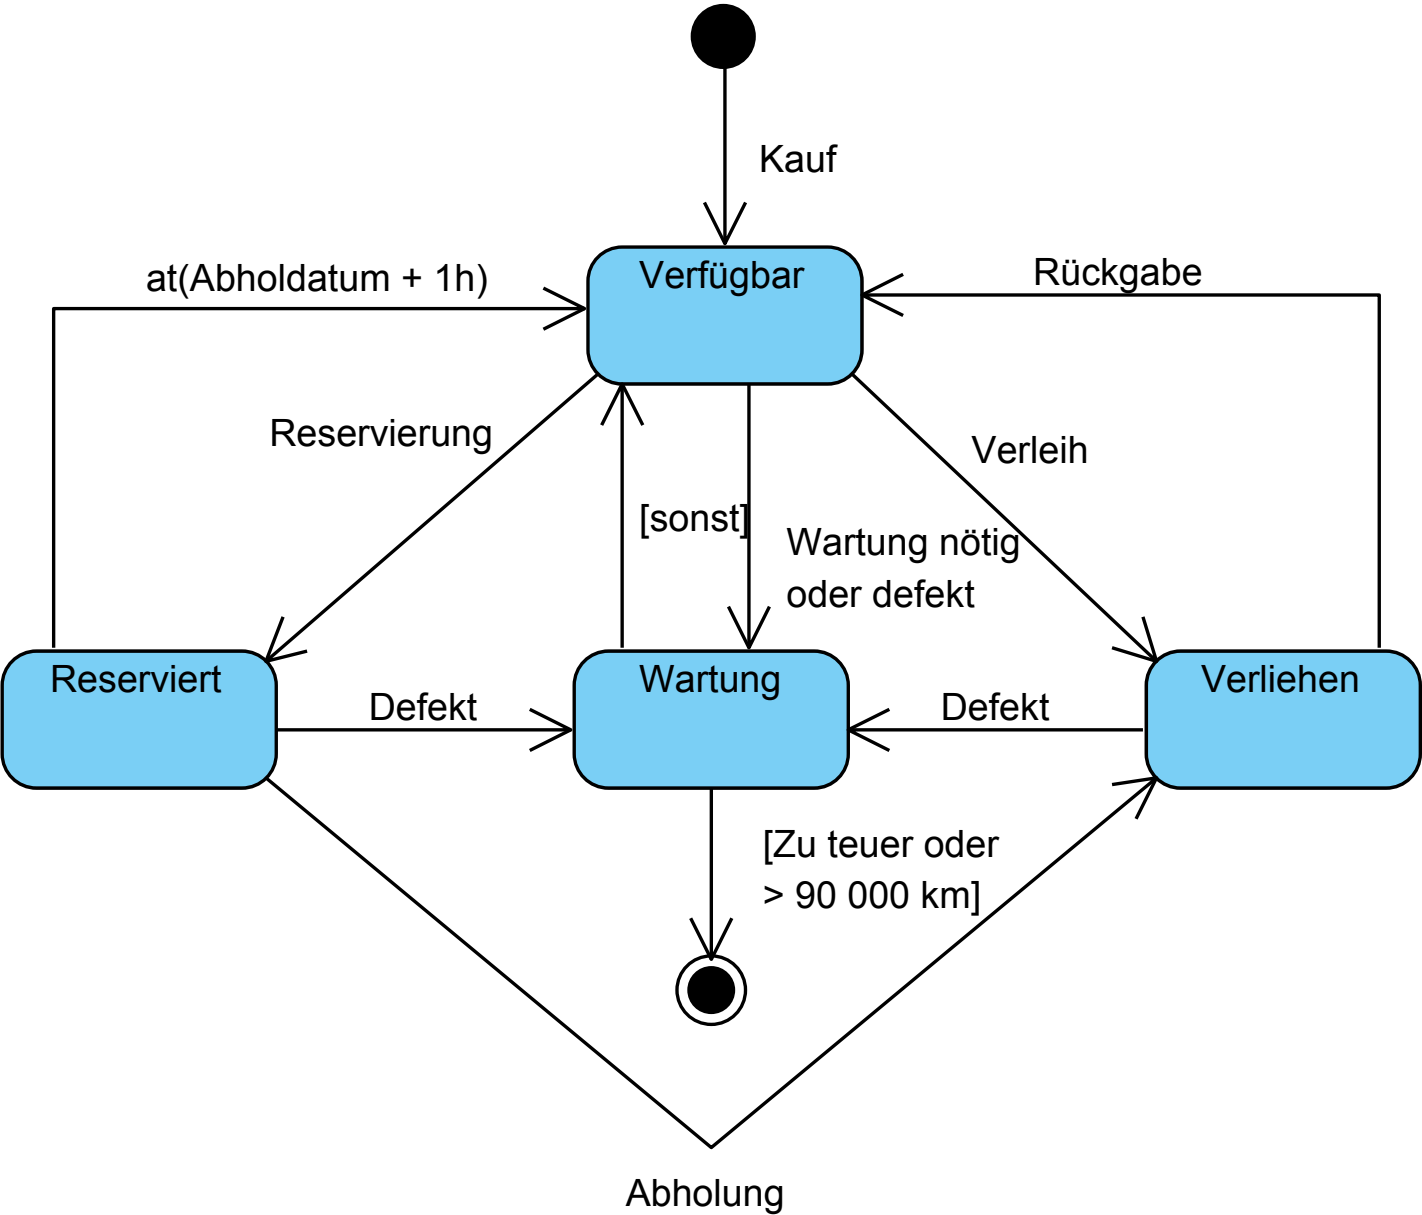 Kauf
at(Abholdatum + 1h)
Verfügbar
Rückgabe
Reservierung
Verleih
[sonst]
Wartung nötig
oder defekt
Reserviert
Defekt
Wartung
Defekt
Verliehen
[Zu teuer oder
> 90 000 km]
Abholung